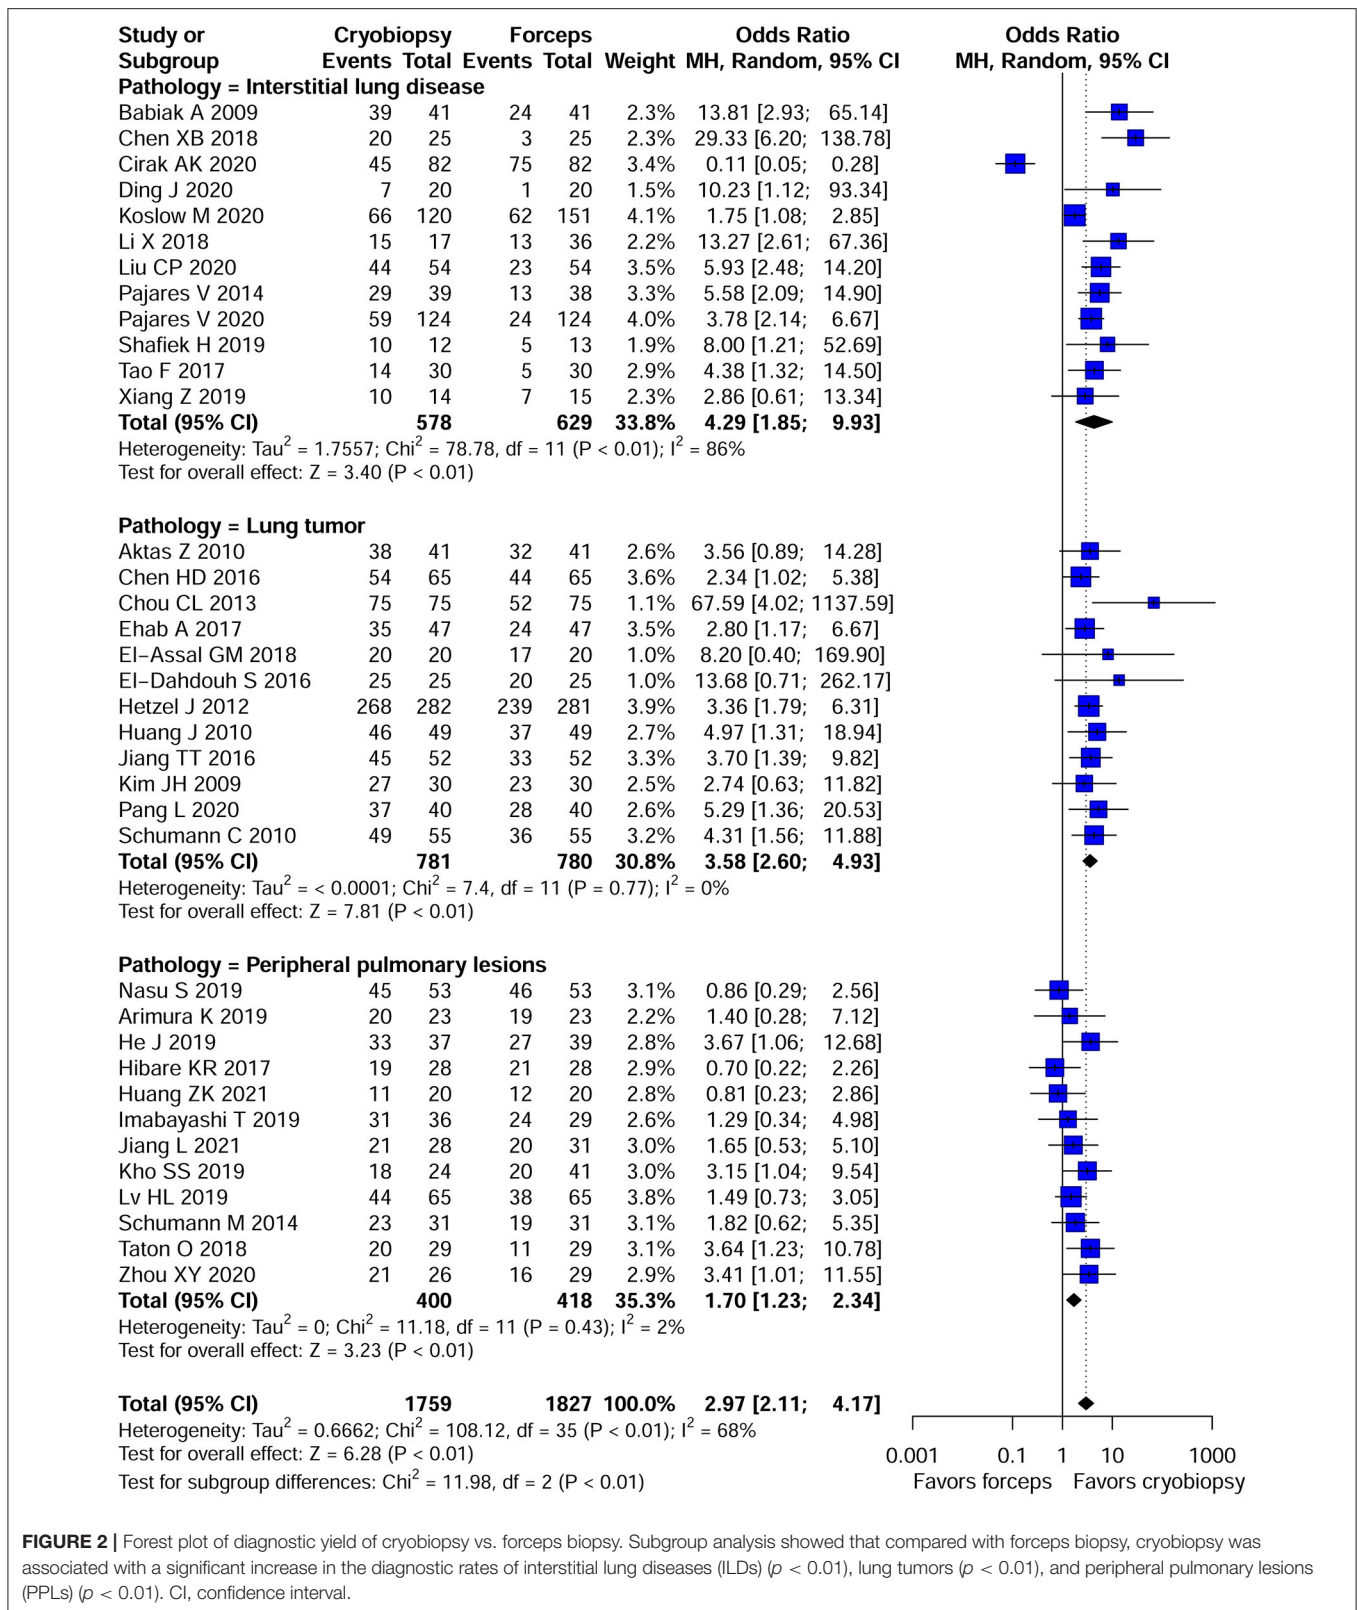 Study or Cryobiopsy Forceps Odds Ratio Odds Ratio
Subgroup Events Total Events Total Weight MH, Random, 95% CI MH, Random, 95% CI
Pathology = Interstitial lung disease
Babiak A 2009 39 41 24 41 2.3% 13.81 [2.93; 65.14]
Chen XB 2018 20 25 3 25 2.3% 29.33 [6.20; 138.78]
Cirak AK 2020 45 82 75 82 3.4% 0.11 [0.05; 0.28]
Ding J 2020 7 20 1 20 1.5% 10.23 [1.12; 93.34]
Koslow M 2020 66 120 62 151 4.1% 1.75 [1.08; 2.85]
Li X 2018 15 17 13 36 2.2% 13.27 [2.61; 67.36]
Liu CP 2020 44 54 23 54 3.5% 5.93 [2.48; 14.20]
Pajares V 2014 29 39 13 38 3.3% 5.58 [2.09; 14.90]
Pajares V 2020 59 124 24 124 4.0% 3.78 [2.14; 6.67]
Shafiek H 2019 10 12 5 13 1.9% 8.00 [1.21; 52.69]
Tao F 2017 14 30 5 30 2.9% 4.38 [1.32; 14.50]
Xiang Z 2019 10 14 7 15 2.3% 2.86 [0.61; 13.34]
Total (95% CI) 578 629 33.8% 4.29 [1.85; 9.93]
Heterogeneity: Tau² = 1.7557; Chi² = 78.78, df = 11 (P < 0.01); I² = 86%
Test for overall effect: Z = 3.40 (P < 0.01)
Pathology = Lung tumor
Aktas Z 2010 38 41 32 41 2.6% 3.56 [0.89; 14.28]
Chen HD 2016 54 65 44 65 3.6% 2.34 [1.02; 5.38]
Chou CL 2013 75 75 52 75 1.1% 67.59 [4.02; 1137.59]
Ehab A 2017 35 47 24 47 3.5% 2.80 [1.17; 6.67]
El−Assal GM 2018 20 20 17 20 1.0% 8.20 [0.40; 169.90]
El−Dahdouh S 2016 25 25 20 25 1.0% 13.68 [0.71; 262.17]
Hetzel J 2012 268 282 239 281 3.9% 3.36 [1.79; 6.31]
Huang J 2010 46 49 37 49 2.7% 4.97 [1.31; 18.94]
Jiang TT 2016 45 52 33 52 3.3% 3.70 [1.39; 9.82]
Kim JH 2009 27 30 23 30 2.5% 2.74 [0.63; 11.82]
Pang L 2020 37 40 28 40 2.6% 5.29 [1.36; 20.53]
Schumann C 2010 49 55 36 55 3.2% 4.31 [1.56; 11.88]
Total (95% CI) 781 780 30.8% 3.58 [2.60; 4.93]
Heterogeneity: Tau² = < 0.0001; Chi² = 7.4, df = 11 (P = 0.77); I² = 0%
Test for overall effect: Z = 7.81 (P < 0.01)
Pathology = Peripheral pulmonary lesions
Nasu S 2019 45 53 46 53 3.1% 0.86 [0.29; 2.56]
Arimura K 2019 20 23 19 23 2.2% 1.40 [0.28; 7.12]
He J 2019 33 37 27 39 2.8% 3.67 [1.06; 12.68]
Hibare KR 2017 19 28 21 28 2.9% 0.70 [0.22; 2.26]
Huang ZK 2021 11 20 12 20 2.8% 0.81 [0.23; 2.86]
Imabayashi T 2019 31 36 24 29 2.6% 1.29 [0.34; 4.98]
Jiang L 2021 21 28 20 31 3.0% 1.65 [0.53; 5.10]
Kho SS 2019 18 24 20 41 3.0% 3.15 [1.04; 9.54]
Lv HL 2019 44 65 38 65 3.8% 1.49 [0.73; 3.05]
Schumann M 2014 23 31 19 31 3.1% 1.82 [0.62; 5.35]
Taton O 2018 20 29 11 29 3.1% 3.64 [1.23; 10.78]
Zhou XY 2020 21 26 16 29 2.9% 3.41 [1.01; 11.55]
Total (95% CI) 400 418 35.3% 1.70 [1.23; 2.34]
Heterogeneity: Tau² = 0; Chi² = 11.18, df = 11 (P = 0.43); I² = 2%
Test for overall effect: Z = 3.23 (P < 0.01)
Total (95% CI) 1759 1827 100.0% 2.97 [2.11; 4.17]
Heterogeneity: Tau² = 0.6662; Chi² = 108.12, df = 35 (P < 0.01); I² = 68%
Test for overall effect: Z = 6.28 (P < 0.01)
Test for subgroup differences: Chi² = 11.98, df = 2 (P < 0.01)
0.001 0.1 1 10 1000
Favors forceps Favors cryobiopsy
FIGURE 2 | Forest plot of diagnostic yield of cryobiopsy vs. forceps biopsy. Subgroup analysis showed that compared with forceps biopsy, cryobiopsy was
associated with a significant increase in the diagnostic rates of interstitial lung diseases (ILDs) (p < 0.01), lung tumors (p < 0.01), and peripheral pulmonary lesions
(PPLs) (p < 0.01). CI, confidence interval.